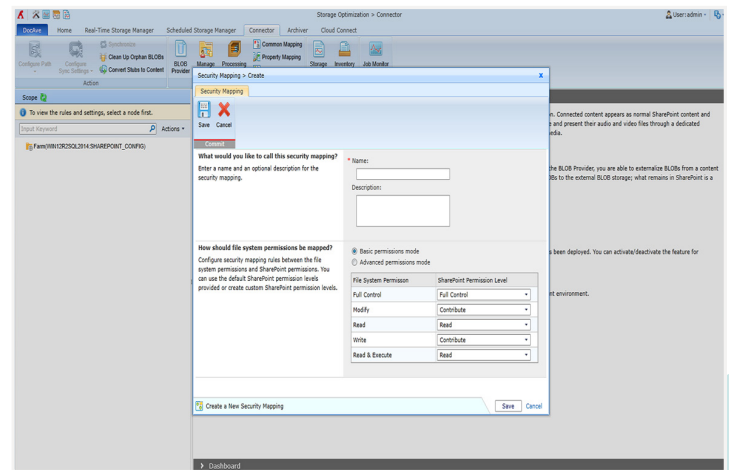 Storage Optimization > Connector
User:admin
DocAve
Home
Real-Time Storage Manager
Scheduled Storage Manager
Connector
Archiver
Cloud Connect
Configure Path
Configure
Sync Settings
Synchronize
Clean Up Orphan BLOBs
Convert Stubs to Content
Action
BLOB
Provider
Manage
Processing
Common Mapping
Property Mapping
Storage
Inventory
Job Monitor
Scope
To view the rules and settings, select a node first.
Input Keyword
Actions
Farm(WIN12R2SQL2014:SHAREPOINT_CONFIG)
Security Mapping > Create
X
Security Mapping
Save
Cancel
Commit
What would you like to call this security mapping?
Enter a name and an optional description for the
security mapping.
* Name:
Description:
How should file system permissions be mapped?
Configure security mapping rules between the file
system permissions and SharePoint permissions. You
can use the default SharePoint permission levels
provided or create custom SharePoint permission levels.
Basic permissions mode
Advanced permissions mode
File System Permisson
SharePoint Permission Level
Full Control
Full Control
Modify
Contribute
Read
Read
Write
Contribute
Read & Execute
Read
Create a New Security Mapping
Save
Cancel
n. Connected content appears as normal SharePoint content and
and present their audio and video files through a dedicated
edia.
the BLOB Provider, you are able to externalize BLOBs from a content
OBs to the external BLOB storage; what remains in SharePoint is a
s been deployed. You can activate/deactivate the feature for
nt environment.
> Dashboard